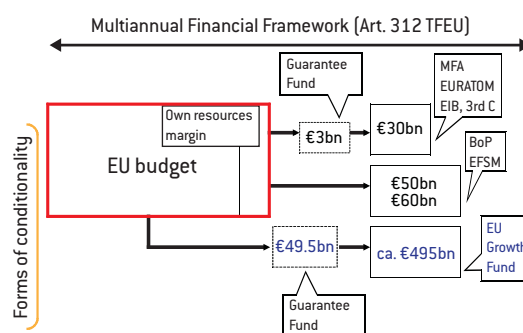 Multiannual Financial Framework (Art. 312 TFEU)
Guarantee
Fund
MFA
EURATOM
EIB, 3rd C
Own resources
margin
€3bn
€30bn
EU budget
BoP
EFSM
€50bn
€60bn
€49.5bn
ca. €495bn
EU
Growth
Fund
Guarantee
Fund
Forms of conditionality